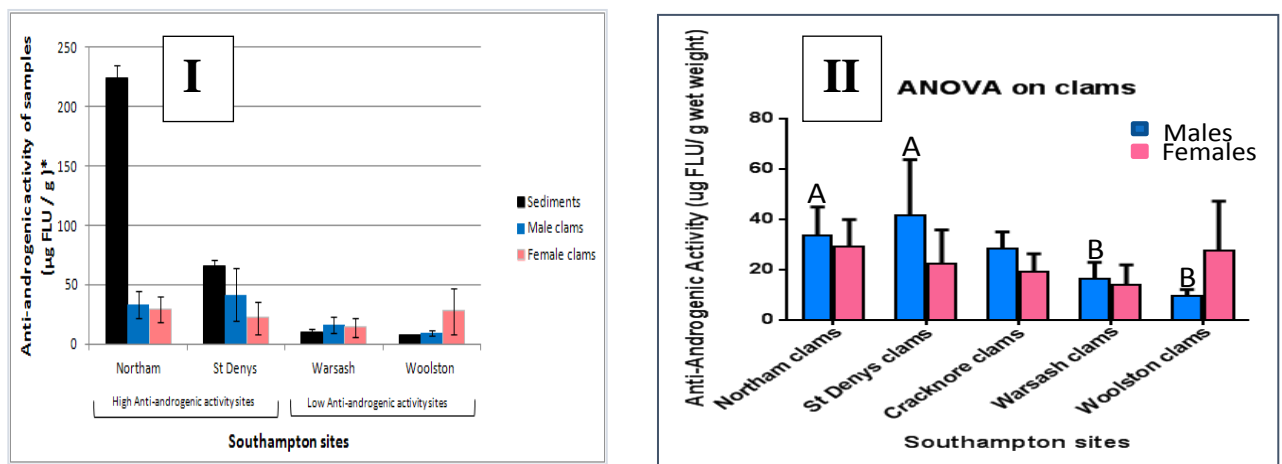 I
Anti-androgenic activity of samples
(µg FLU / g )*
250
200
150
100
50
0
Sediments
Male clams
Female clams
Northam
St Denys
Warsash
Woolston
High Anti-androgenic activity sites
Low Anti-androgenic activity sites
Southampton sites
II
ANOVA on clams
Anti-Androgenic Activity (ug FLU/ g wet weight)
80
60
40
20
0
Males
Females
A
A
B
B
Northam clams
St Denys clams
Cracknore clams
Warsash clams
Woolston clams
Southampton sites